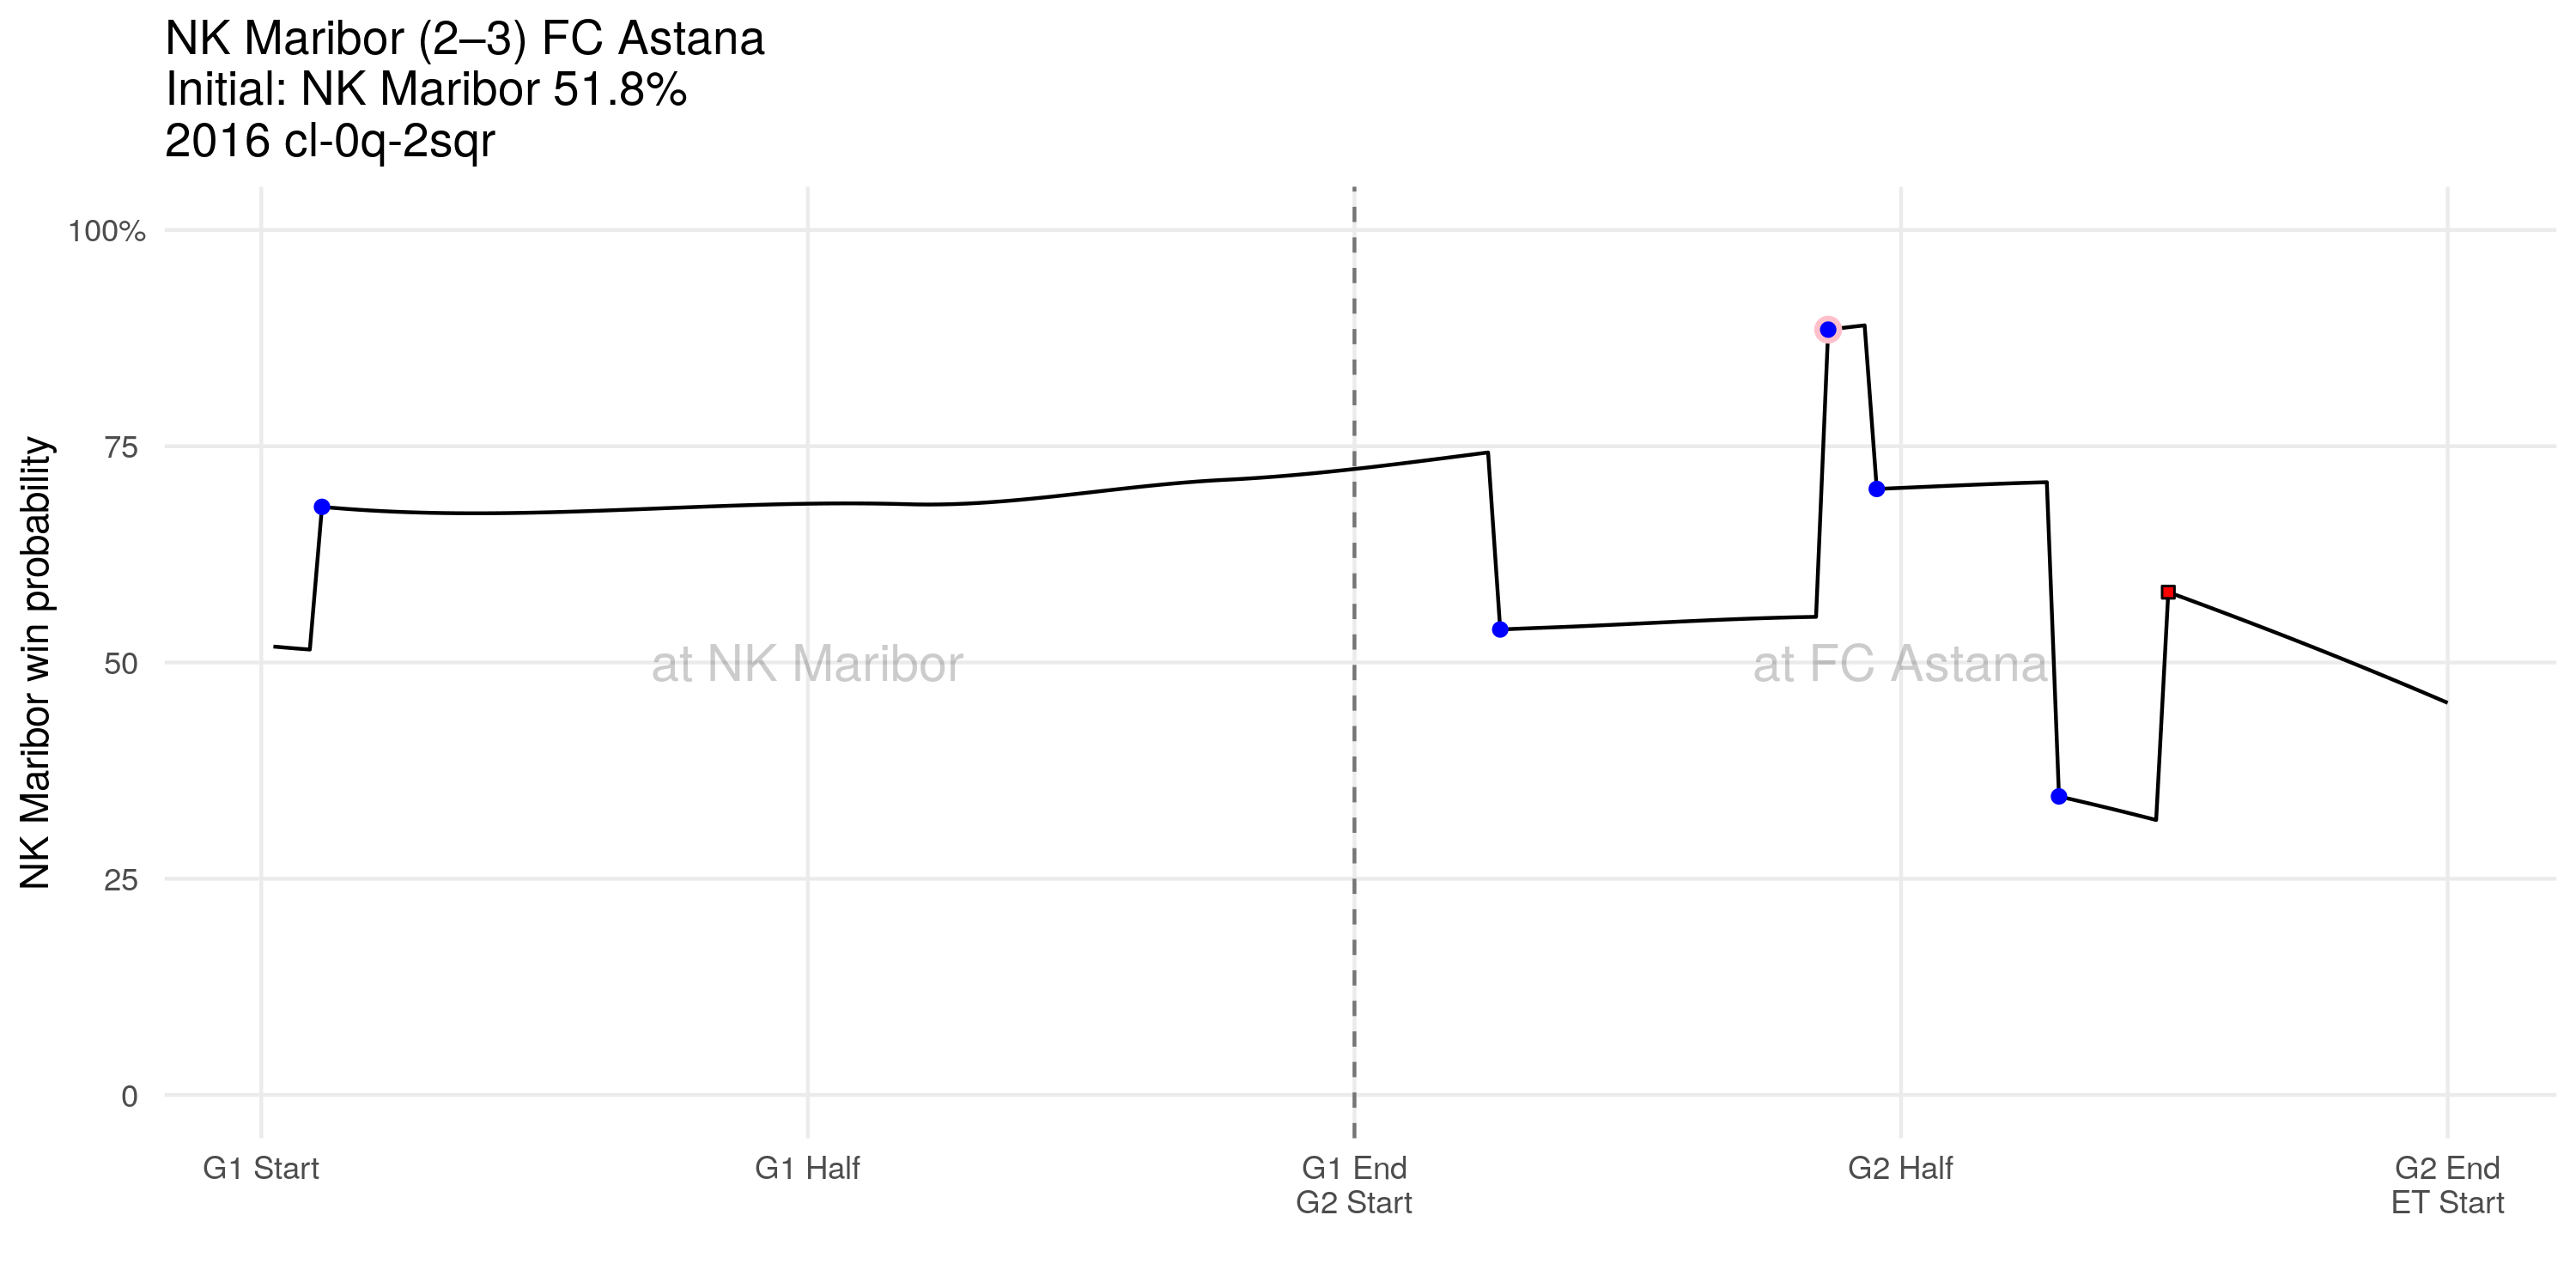 NK Maribor (2–3) FC Astana
Initial: NK Maribor 51.8%
2016 cl-0q-2sqr
NK Maribor win probability
100%
75
50
25
0
at NK Maribor
at FC Astana
G1 Start
G1 Half
G1 End
G2 Start
G2 Half
G2 End
ET Start